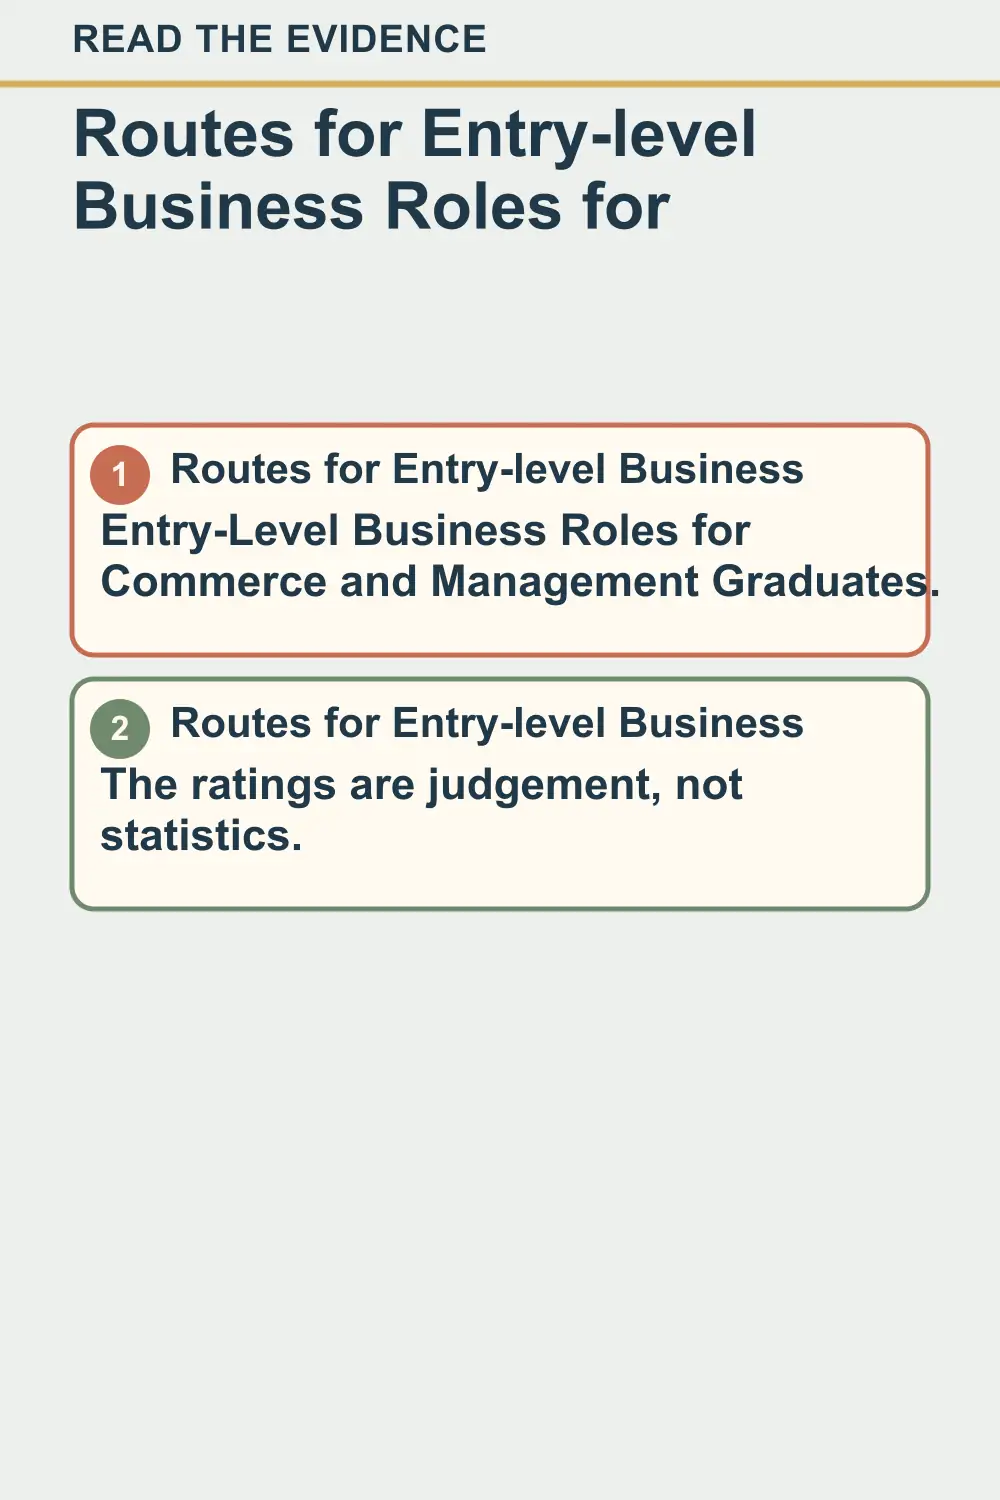 READ THE EVIDENCE
Routes for Entry-level
Business Roles for
1
Routes for Entry-level Business
Entry-Level Business Roles for
Commerce and Management Graduates.
2
Routes for Entry-level Business
The ratings are judgement, not
statistics.